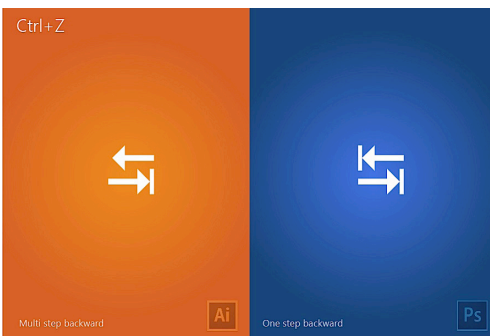 Ctrl+Z
Multi step backward
Ai
One step backward
Ps